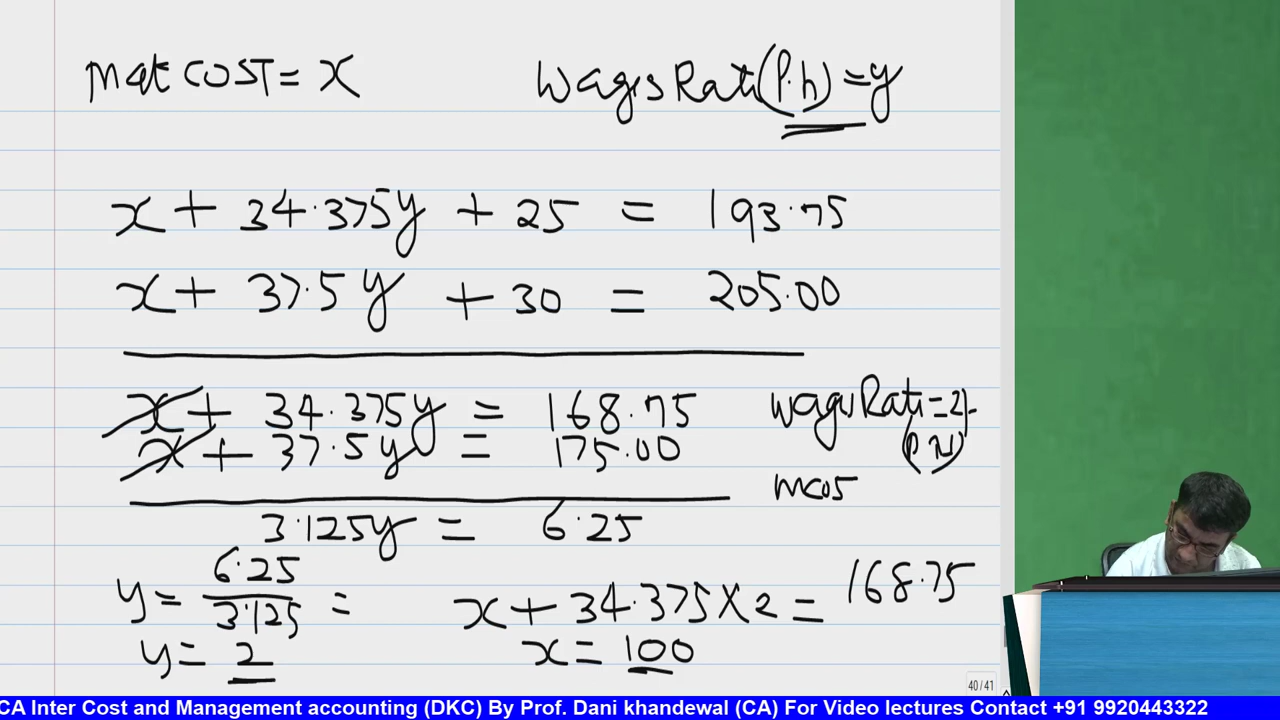 Mat COST = x
Wages Rate (P.h) = y
x + 34.375y + 25 = 193.75
x + 37.5y + 30 = 205.00
x + 34.375y = 168.75
x + 37.5y = 175.00
3.125y = 6.25
y = 6.25/3.125 =
y = 2
Wages Rate = 2/-
(P.H)
mcos
x + 34.375 X 2 = 168.75
x = 100
40/41
CA Inter Cost and Management accounting (DKC) By Prof. Dani khandewal (CA) For Video lectures Contact +91 9920443322